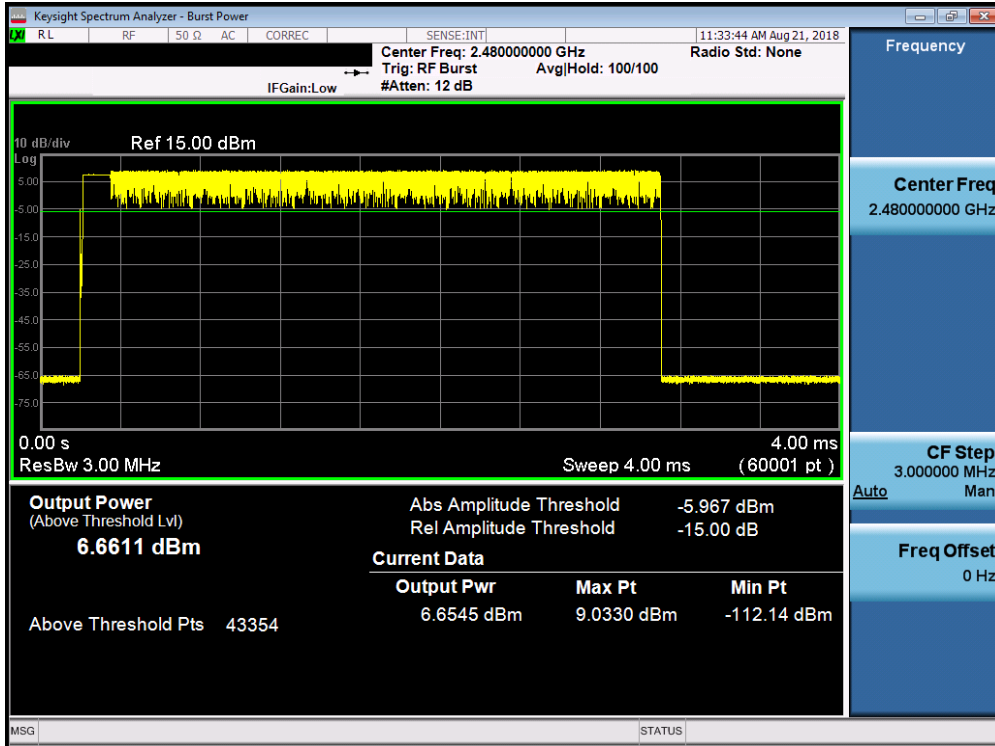 Keysight Spectrum Analyzer - Burst Power
LXI RL RF 50 Ω AC CORREC SENSE:INT 11:33:44 AM Aug 21, 2018
Center Freq: 2.480000000 GHz Radio Std: None
Trig: RF Burst Avg|Hold: 100/100
IFGain:Low #Atten: 12 dB
10 dB/div Ref 15.00 dBm
Log
5.00
-5.00
-15.0
-25.0
-35.0
-45.0
-55.0
-65.0
-75.0
0.00 s 4.00 ms
ResBw 3.00 MHz Sweep 4.00 ms (60001 pt)
Output Power
(Above Threshold Lvl)
6.6611 dBm
Above Threshold Pts 43354
Abs Amplitude Threshold -5.967 dBm
Rel Amplitude Threshold -15.00 dB
Current Data
Output Pwr Max Pt Min Pt
6.6545 dBm 9.0330 dBm -112.14 dBm
MSG STATUS
Frequency
Center Freq
2.480000000 GHz
CF Step
3.000000 MHz
Auto Man
Freq Offset
0 Hz